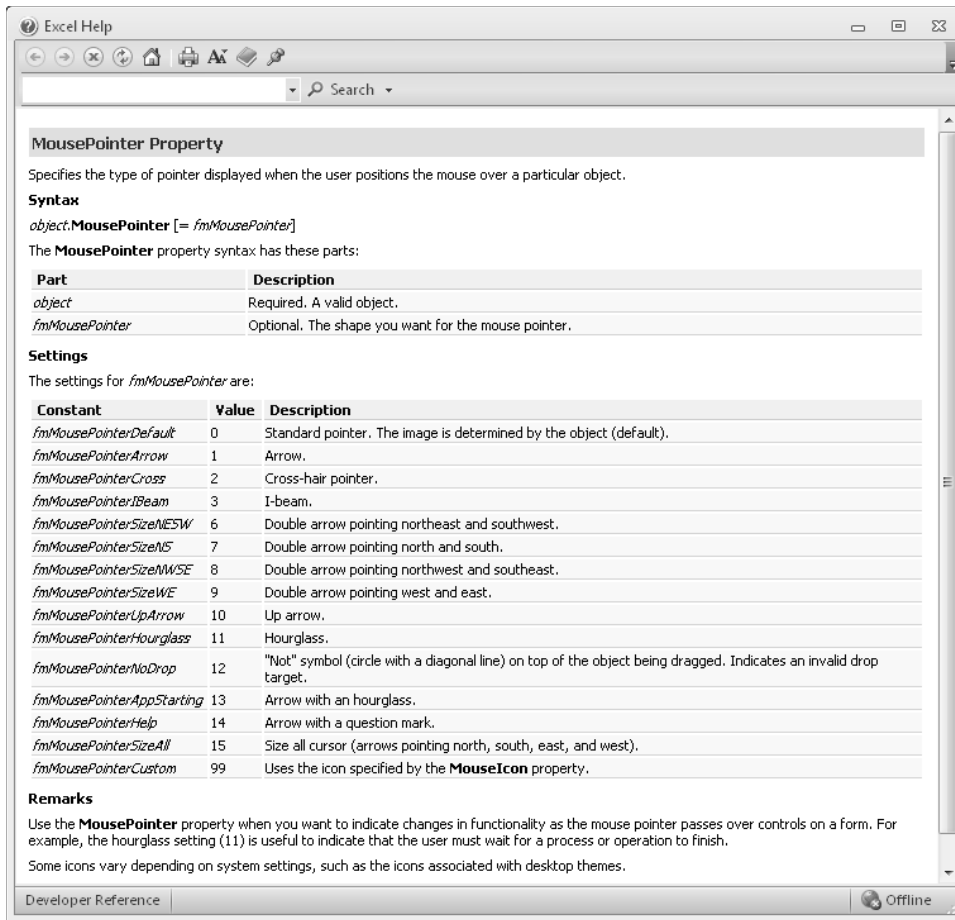 Excel Help
Search
MousePointer Property
Specifies the type of pointer displayed when the user positions the mouse over a particular object.
Syntax
object.MousePointer [= fmMousePointer]
The MousePointer property syntax has these parts:
Part Description
object Required. A valid object.
fmMousePointer Optional. The shape you want for the mouse pointer.
Settings
The settings for fmMousePointer are:
Constant Value Description
fmMousePointerDefault 0 Standard pointer. The image is determined by the object (default).
fmMousePointerArrow 1 Arrow.
fmMousePointerCross 2 Cross-hair pointer.
fmMousePointerIBeam 3 I-beam.
fmMousePointerSizeNESW 6 Double arrow pointing northeast and southwest.
fmMousePointerSizeNS 7 Double arrow pointing north and south.
fmMousePointerSizeNWSE 8 Double arrow pointing northwest and southeast.
fmMousePointerSizeWE 9 Double arrow pointing west and east.
fmMousePointerUpArrow 10 Up arrow.
fmMousePointerHourglass 11 Hourglass.
fmMousePointerNoDrop 12 "Not" symbol (circle with a diagonal line) on top of the object being dragged. Indicates an invalid drop
target.
fmMousePointerAppStarting 13 Arrow with an hourglass.
fmMousePointerHelp 14 Arrow with a question mark.
fmMousePointerSizeAll 15 Size all cursor (arrows pointing north, south, east, and west).
fmMousePointerCustom 99 Uses the icon specified by the MouseIcon property.
Remarks
Use the MousePointer property when you want to indicate changes in functionality as the mouse pointer passes over controls on a form. For
example, the hourglass setting (11) is useful to indicate that the user must wait for a process or operation to finish.
Some icons vary depending on system settings, such as the icons associated with desktop themes.
Developer Reference Offline